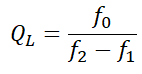 Q_L = f_0 / (f_2 − f_1)